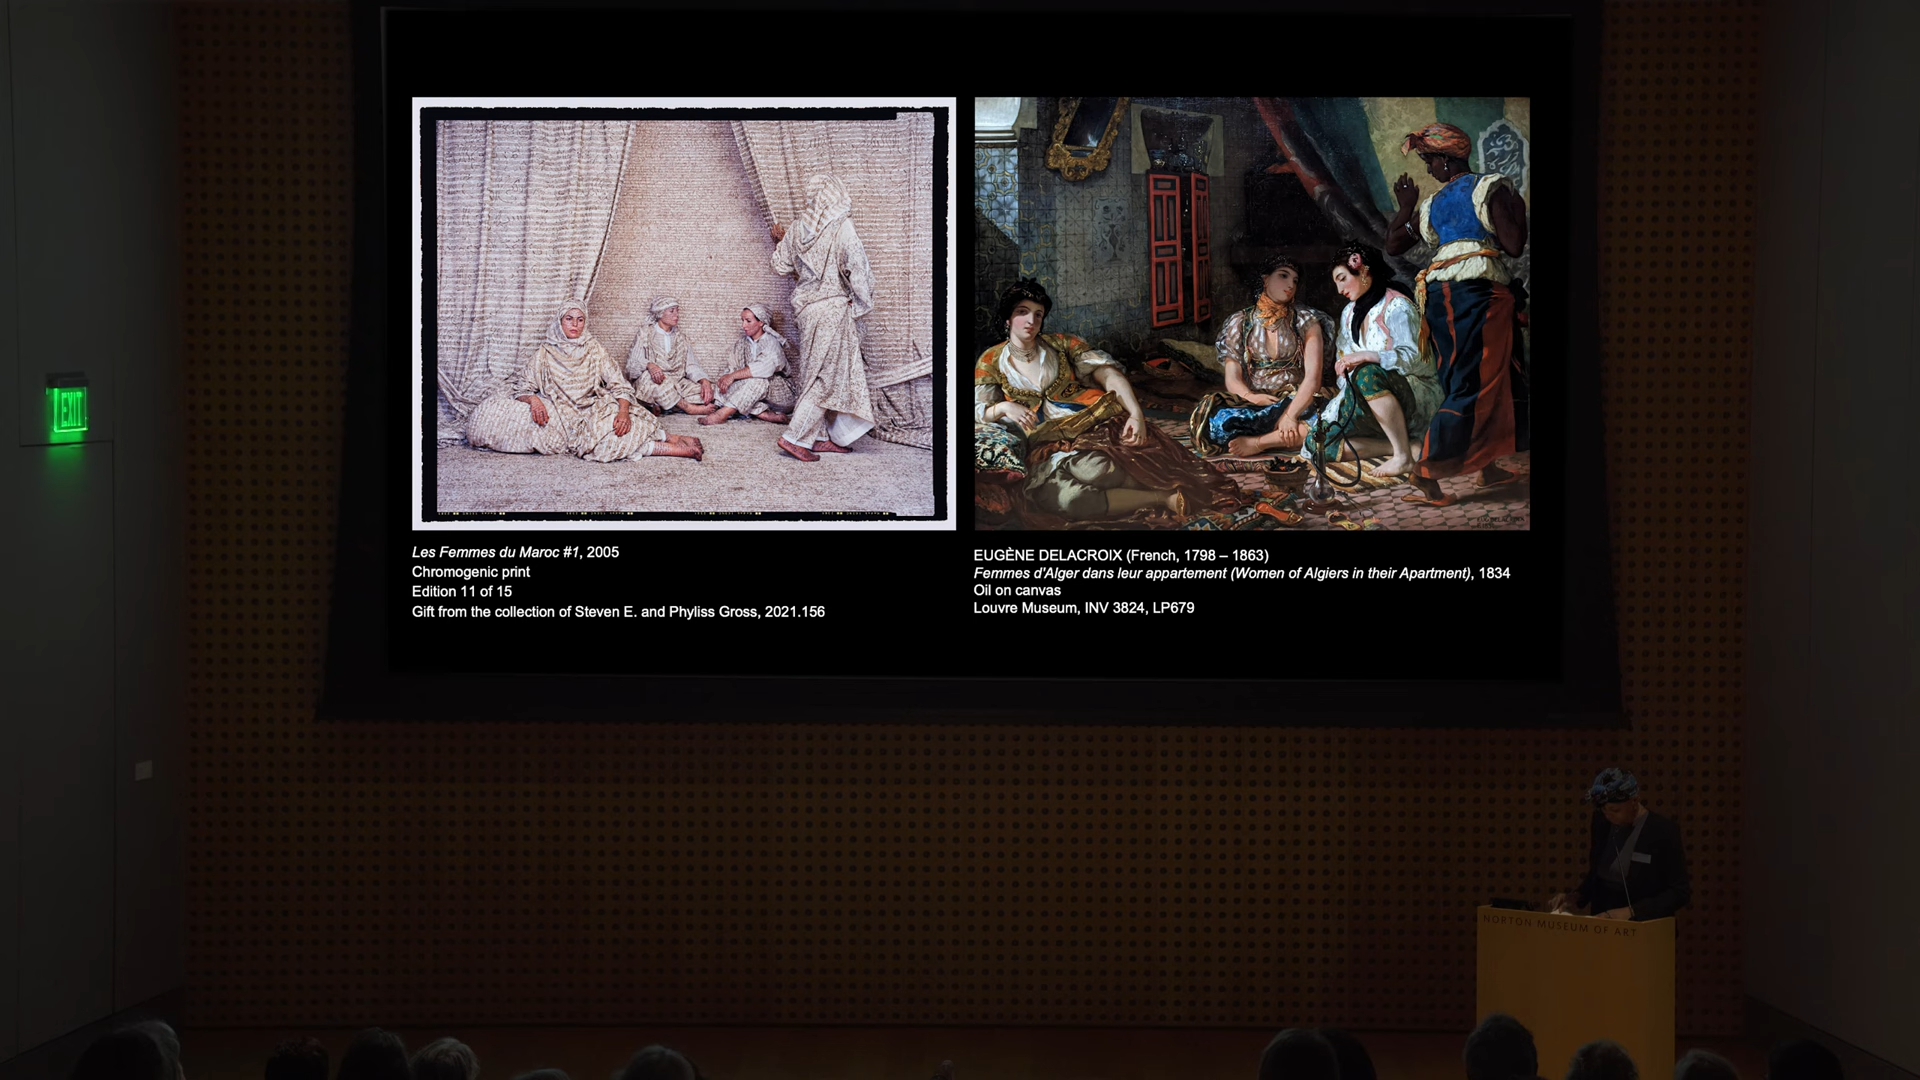 EXIT
Les Femmes du Maroc #1, 2005
Chromogenic print
Edition 11 of 15
Gift from the collection of Steven E. and Phyliss Gross, 2021.156
EUGÈNE DELACROIX (French, 1798 – 1863)
Femmes d'Alger dans leur appartement (Women of Algiers in their Apartment), 1834
Oil on canvas
Louvre Museum, INV 3824, LP679
NORTON MUSEUM OF ART